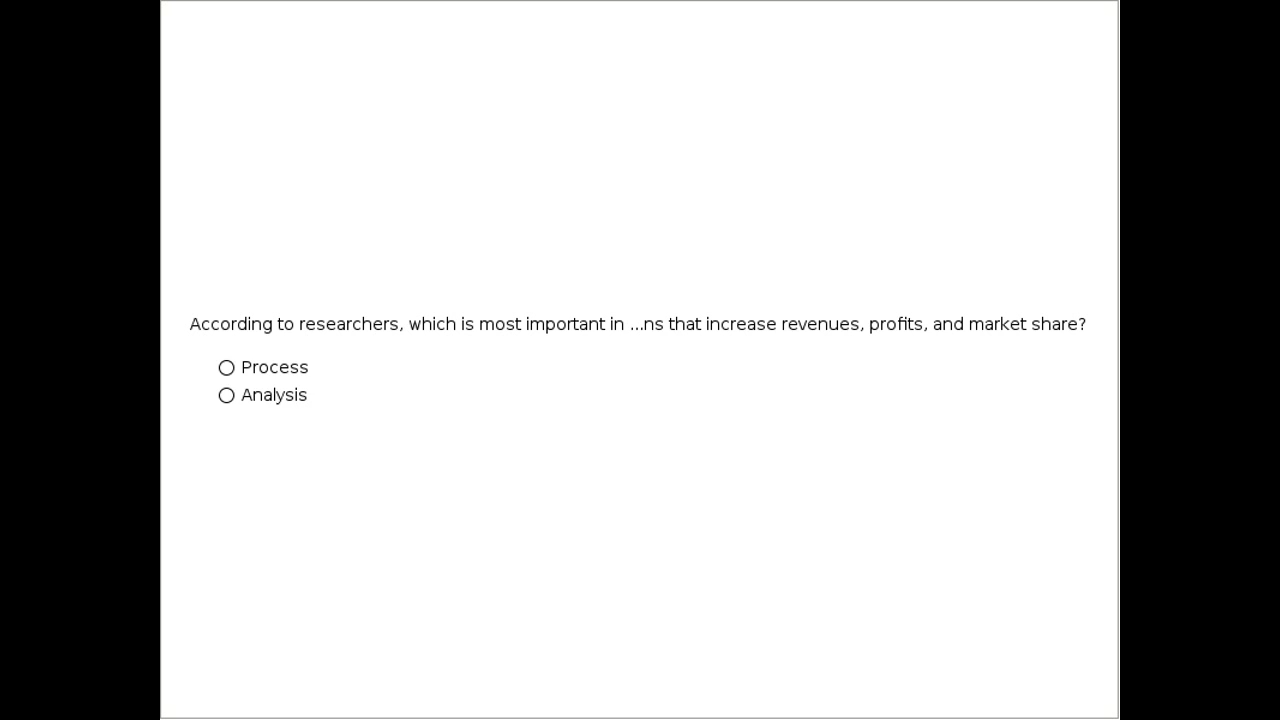 According to researchers, which is most important in ...ns that increase revenues, profits, and market share?
Process
Analysis